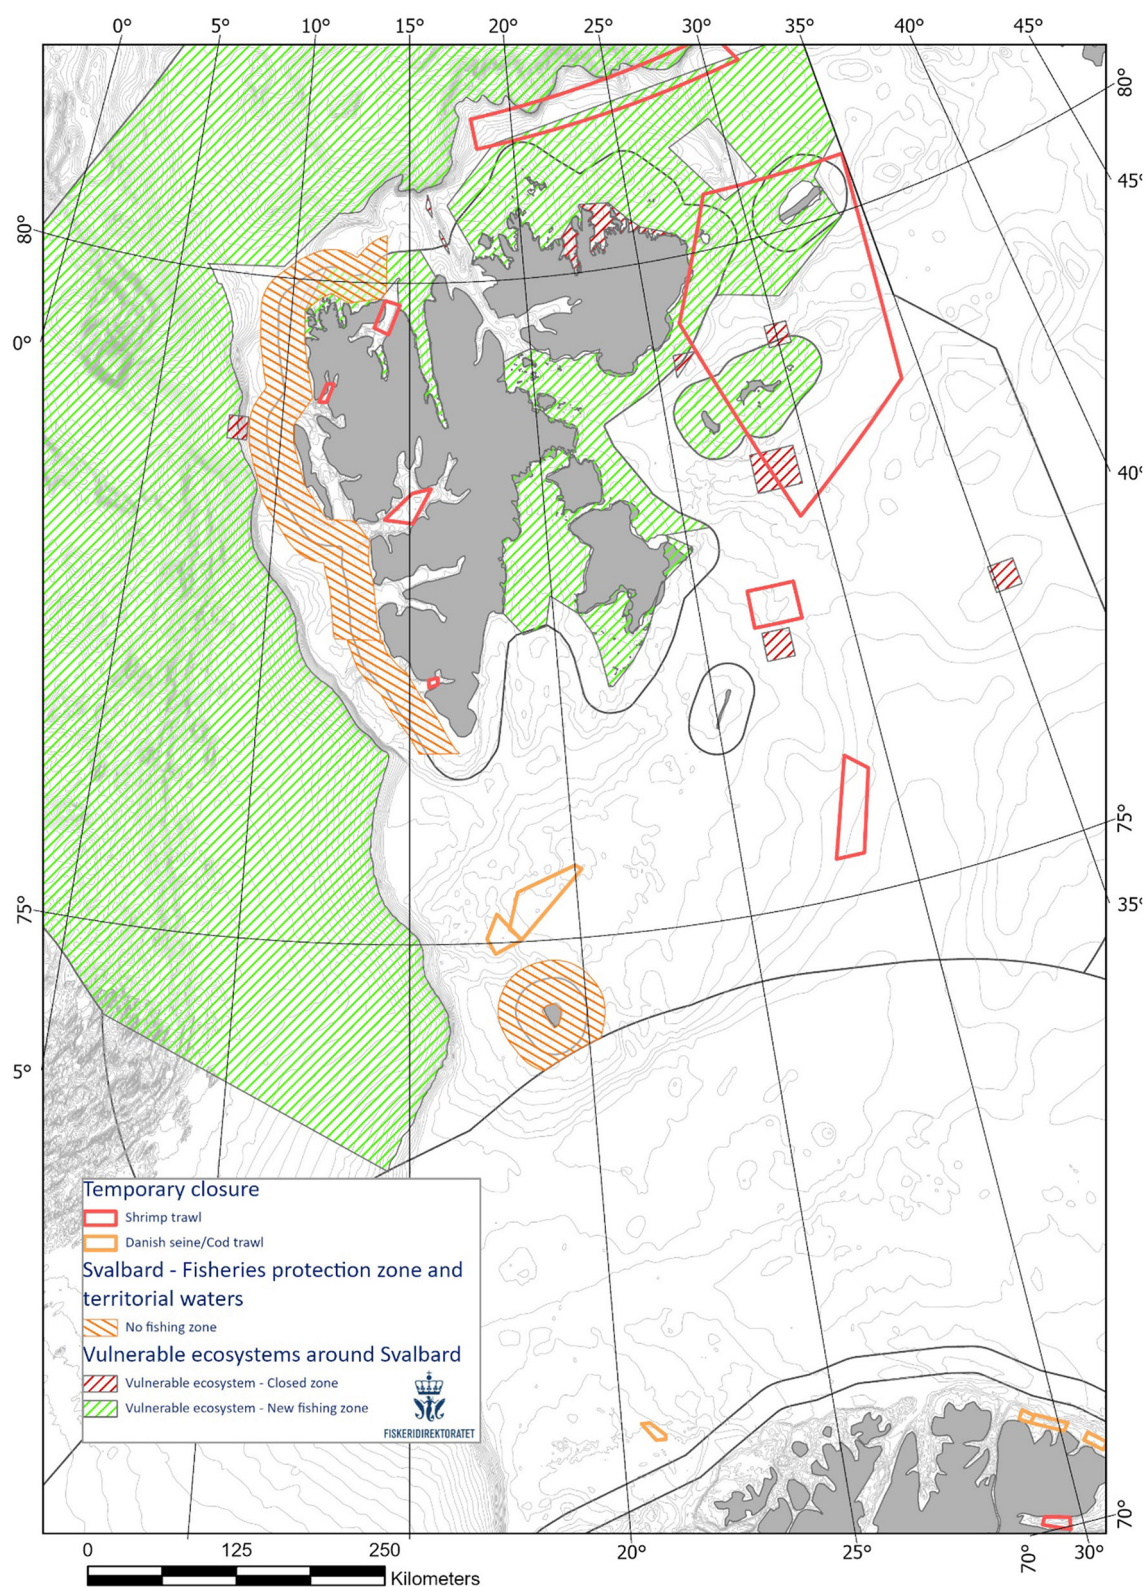 0° 5° 10° 15° 20° 25° 30° 35° 40° 45°
80°
45°
80°
0°
40°
75°
75°
35°
5°
Temporary closure
Shrimp trawl
Danish seine/Cod trawl
Svalbard - Fisheries protection zone and
territorial waters
No fishing zone
Vulnerable ecosystems around Svalbard
Vulnerable ecosystem - Closed zone
Vulnerable ecosystem - New fishing zone
FISKERIDIREKTORATET
70°
20° 25° 70° 30°
0 125 250
Kilometers